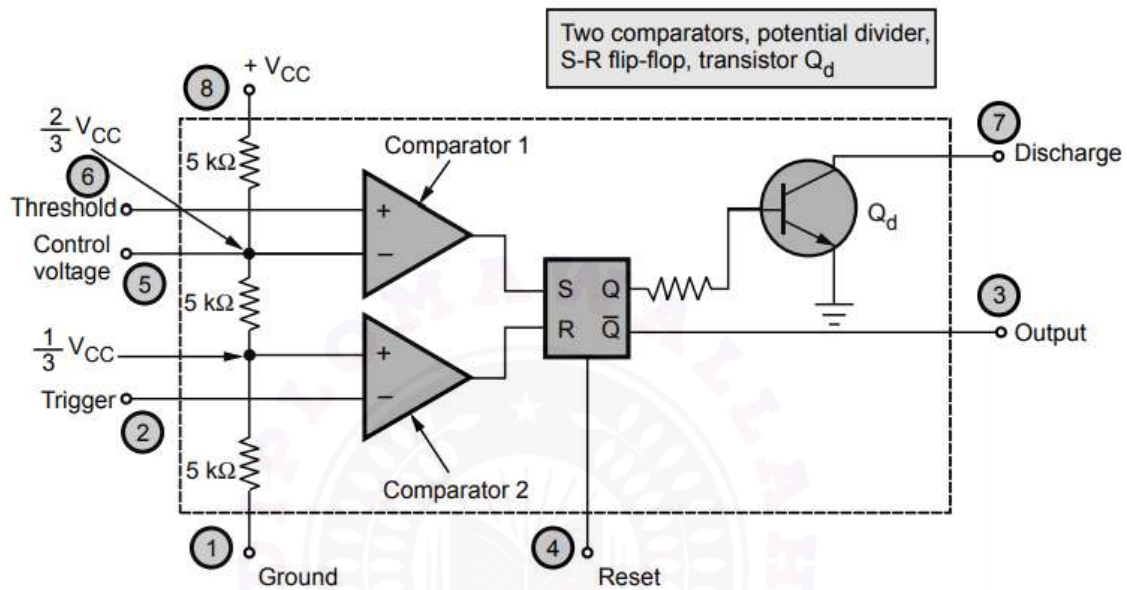 Two comparators, potential divider,
S-R flip-flop, transistor Qd
+ VCC
8
2/3 VCC
5 kΩ
Comparator 1
7
Discharge
6
Threshold
+
Qd
Control
voltage
−
5
5 kΩ
S Q
R Q̅
3
Output
1/3 VCC
+
Trigger
−
2
5 kΩ
Comparator 2
1
Ground
4
Reset
DIPLOMAWALLAH